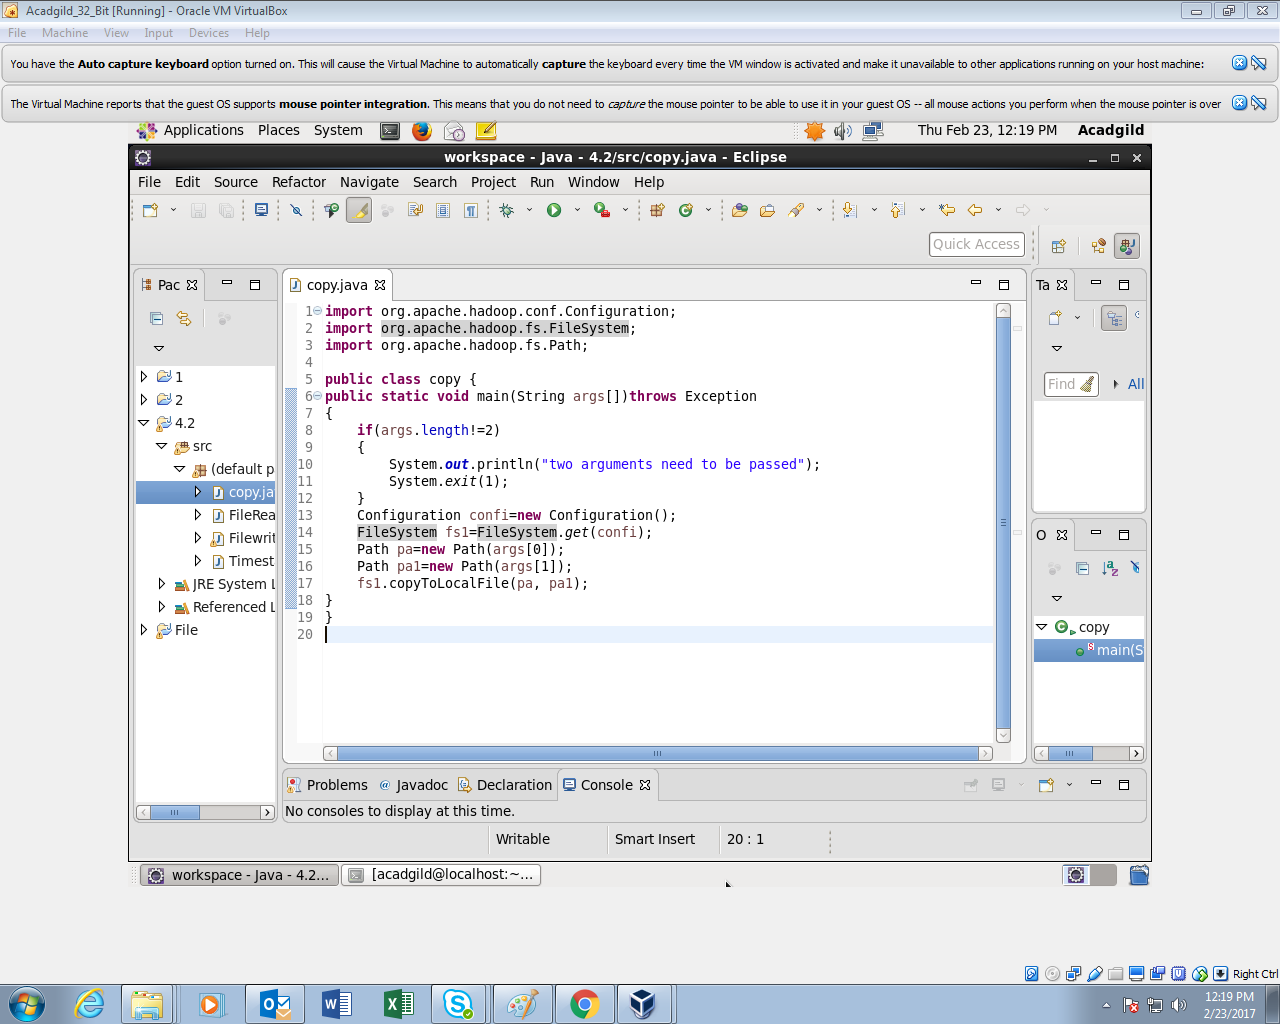 Acadgild_32_Bit [Running] - Oracle VM VirtualBox
File Machine View Input Devices Help
You have the Auto capture keyboard option turned on. This will cause the Virtual Machine to automatically capture the keyboard every time the VM window is activated and make it unavailable to other applications running on your host machine:
The Virtual Machine reports that the guest OS supports mouse pointer integration. This means that you do not need to capture the mouse pointer to be able to use it in your guest OS -- all mouse actions you perform when the mouse pointer is over
Applications Places System Thu Feb 23, 12:19 PM Acadgild
workspace - Java - 4.2/src/copy.java - Eclipse
File Edit Source Refactor Navigate Search Project Run Window Help
Quick Access
Pac
copy.java
Ta
1 import org.apache.hadoop.conf.Configuration;
2 import org.apache.hadoop.fs.FileSystem;
3 import org.apache.hadoop.fs.Path;
4
5 public class copy {
6 public static void main(String args[])throws Exception
7 {
8 if(args.length!=2)
9 {
10 System.out.println("two arguments need to be passed");
11 System.exit(1);
12 }
13 Configuration confi=new Configuration();
14 FileSystem fs1=FileSystem.get(confi);
15 Path pa=new Path(args[0]);
16 Path pa1=new Path(args[1]);
17 fs1.copyToLocalFile(pa, pa1);
18 }
19 }
20
1
2
4.2
src
(default p
copy.ja
FileRea
Filewrit
Timest
JRE System L
Referenced L
File
Find All
O
copy
main(S
Problems @ Javadoc Declaration Console
No consoles to display at this time.
Writable Smart Insert 20 : 1
workspace - Java - 4.2... [acadgild@localhost:~...
Right Ctrl
12:19 PM
2/23/2017